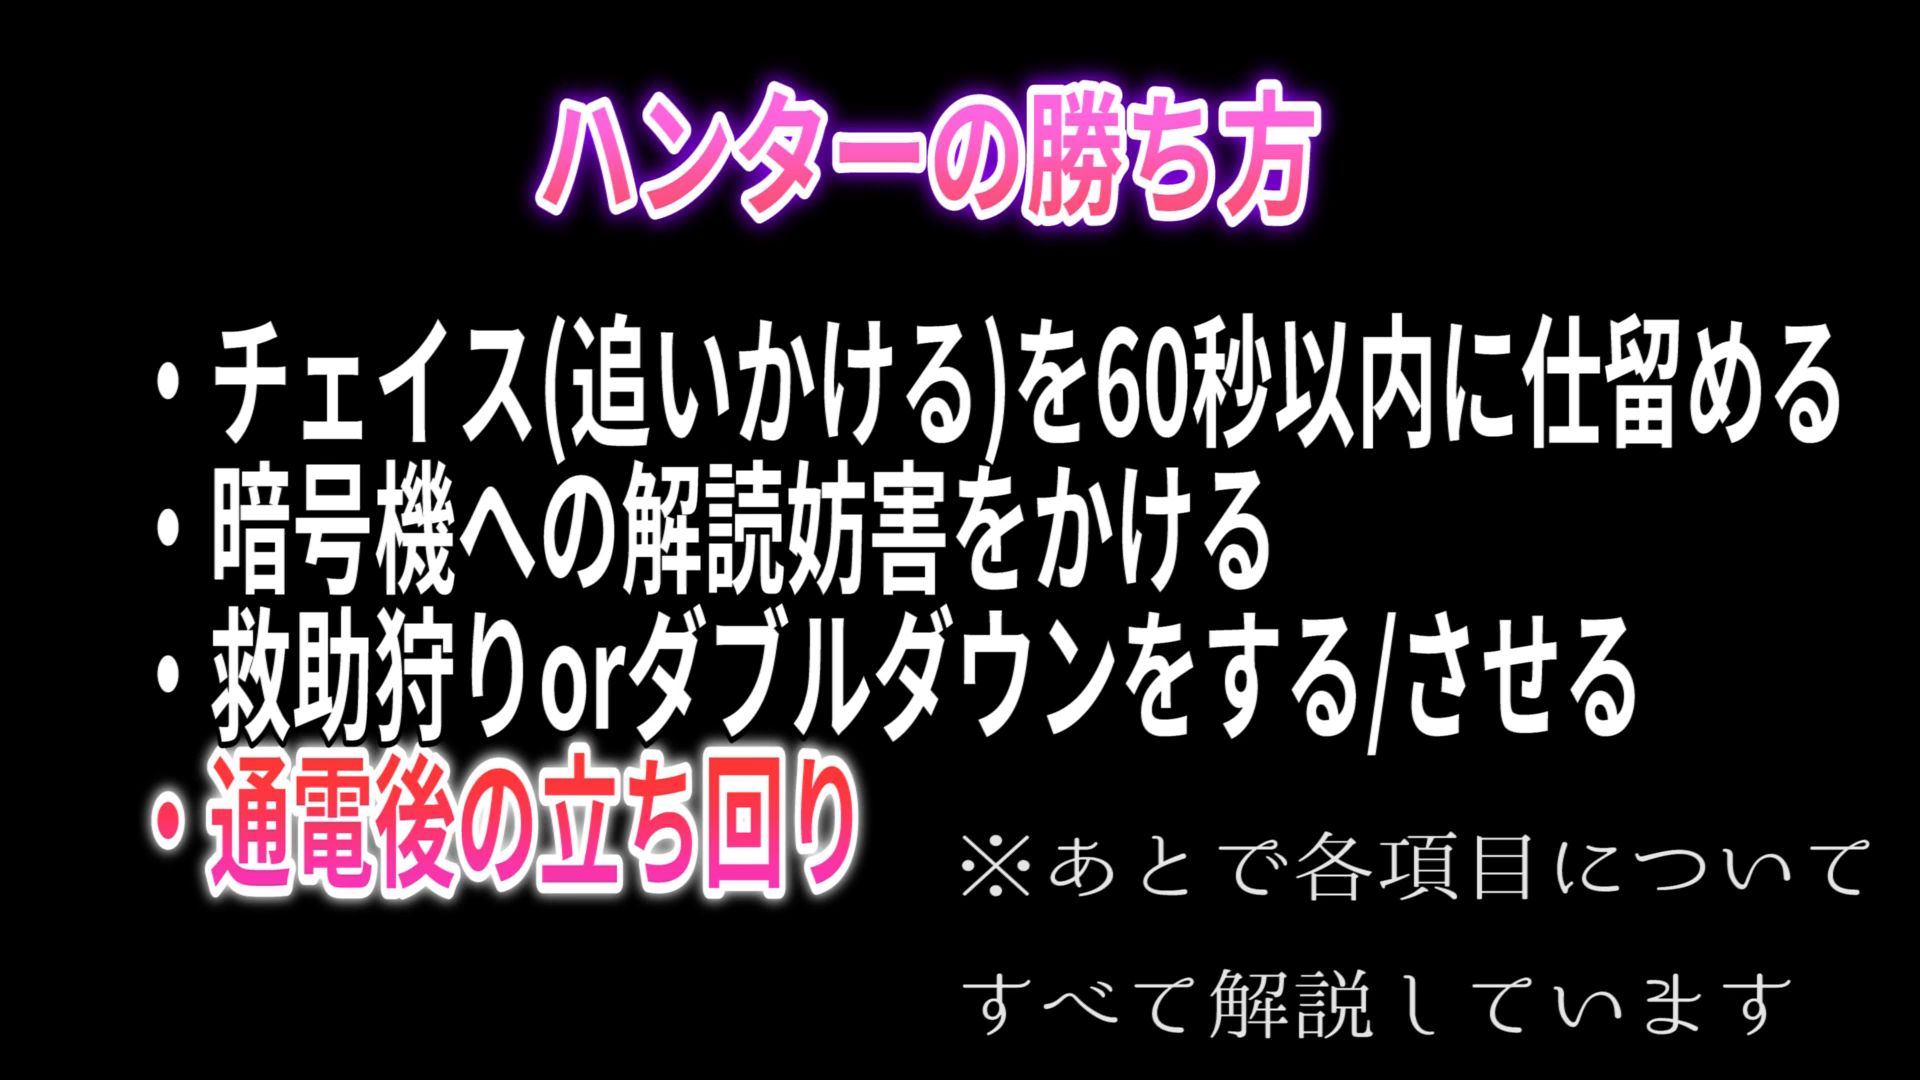 ハンターの勝ち方
・チェイス(追いかける)を60秒以内に仕留める
・暗号機への解読妨害をかける
・救助狩りorダブルダウンをする/させる
・通電後の立ち回り
※あとで各項目について
すべて解説しています